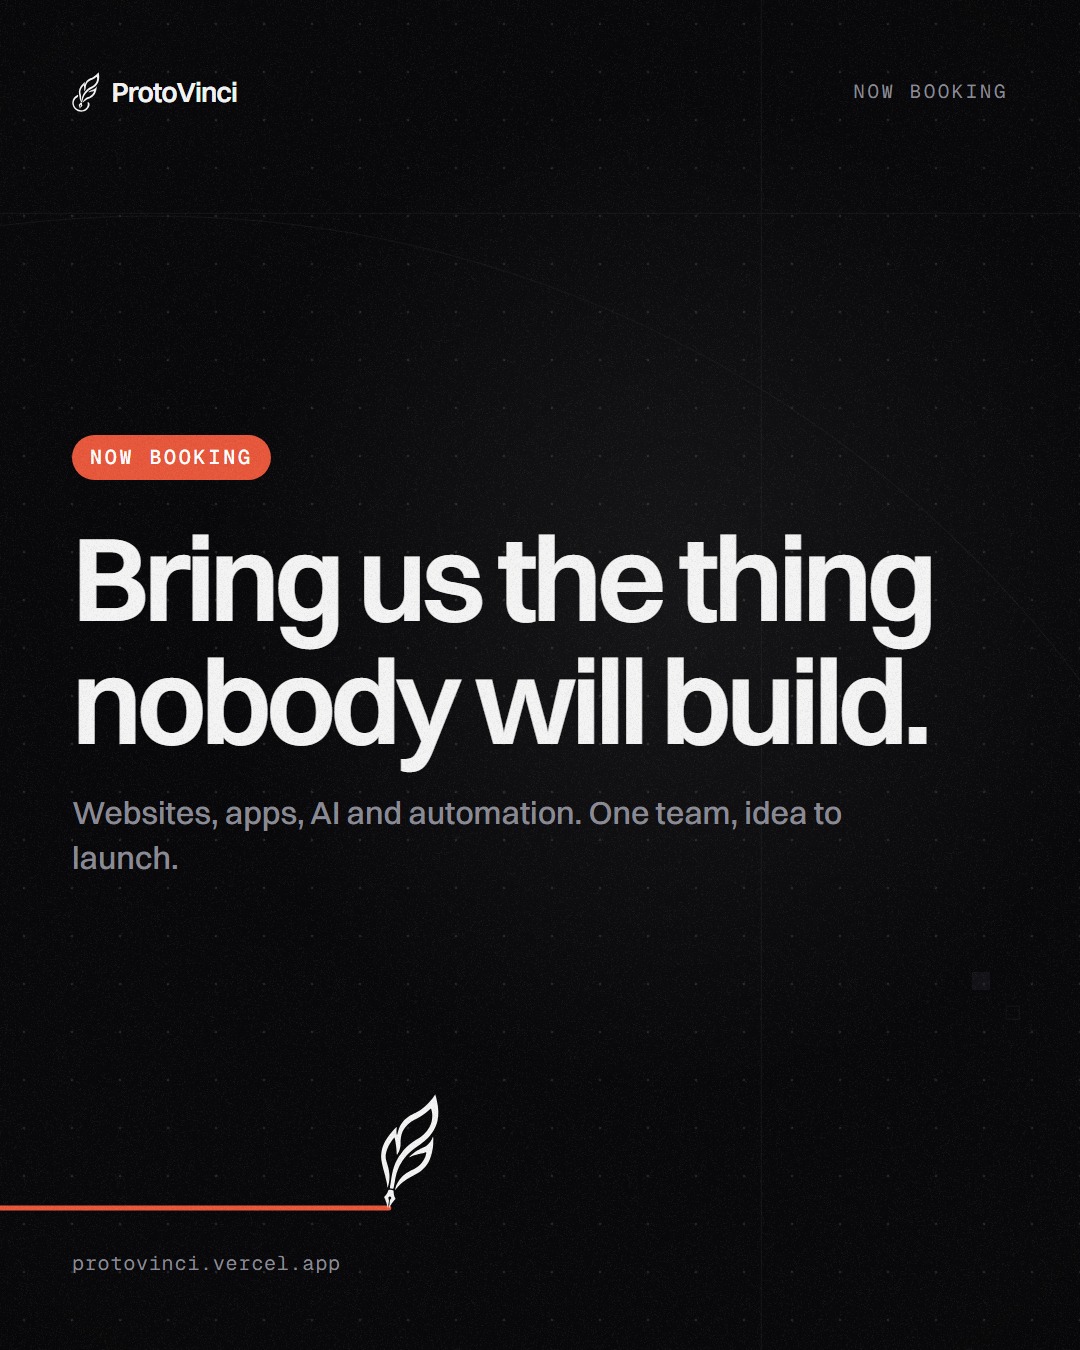 ProtoVinci
NOW BOOKING
NOW BOOKING
Bring us the thing
nobody will build.
Websites, apps, AI and automation. One team, idea to
launch.
protovinci.vercel.app